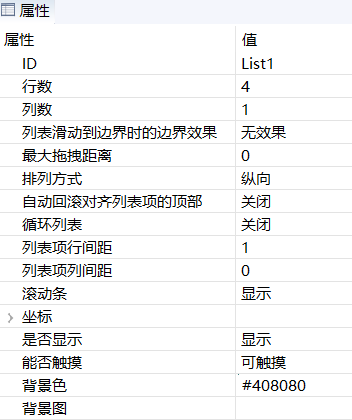 属性
属性 值
ID List1
行数 4
列数 1
列表滑动到边界时的边界效果 无效果
最大拖拽距离 0
排列方式 纵向
自动回滚对齐列表项的顶部 关闭
循环列表 关闭
列表项行间距 1
列表项列间距 0
滚动条 显示
坐标
是否显示 显示
能否触摸 可触摸
背景色 #408080
背景图